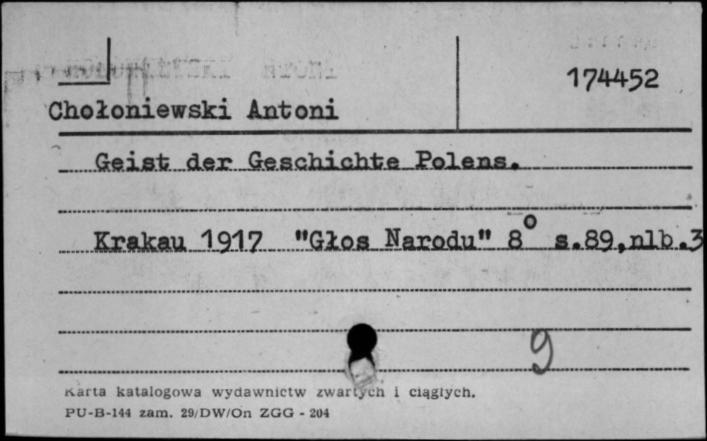 174452
Chołoniewski Antoni
Geist der Geschichte Polens.
Krakau 1917 "Głos Narodu" 8° s.89,nlb.3
9
Karta katalogowa wydawnictw zwartych i ciągłych.
PU-B-144 zam. 29/DW/On ZGG - 204